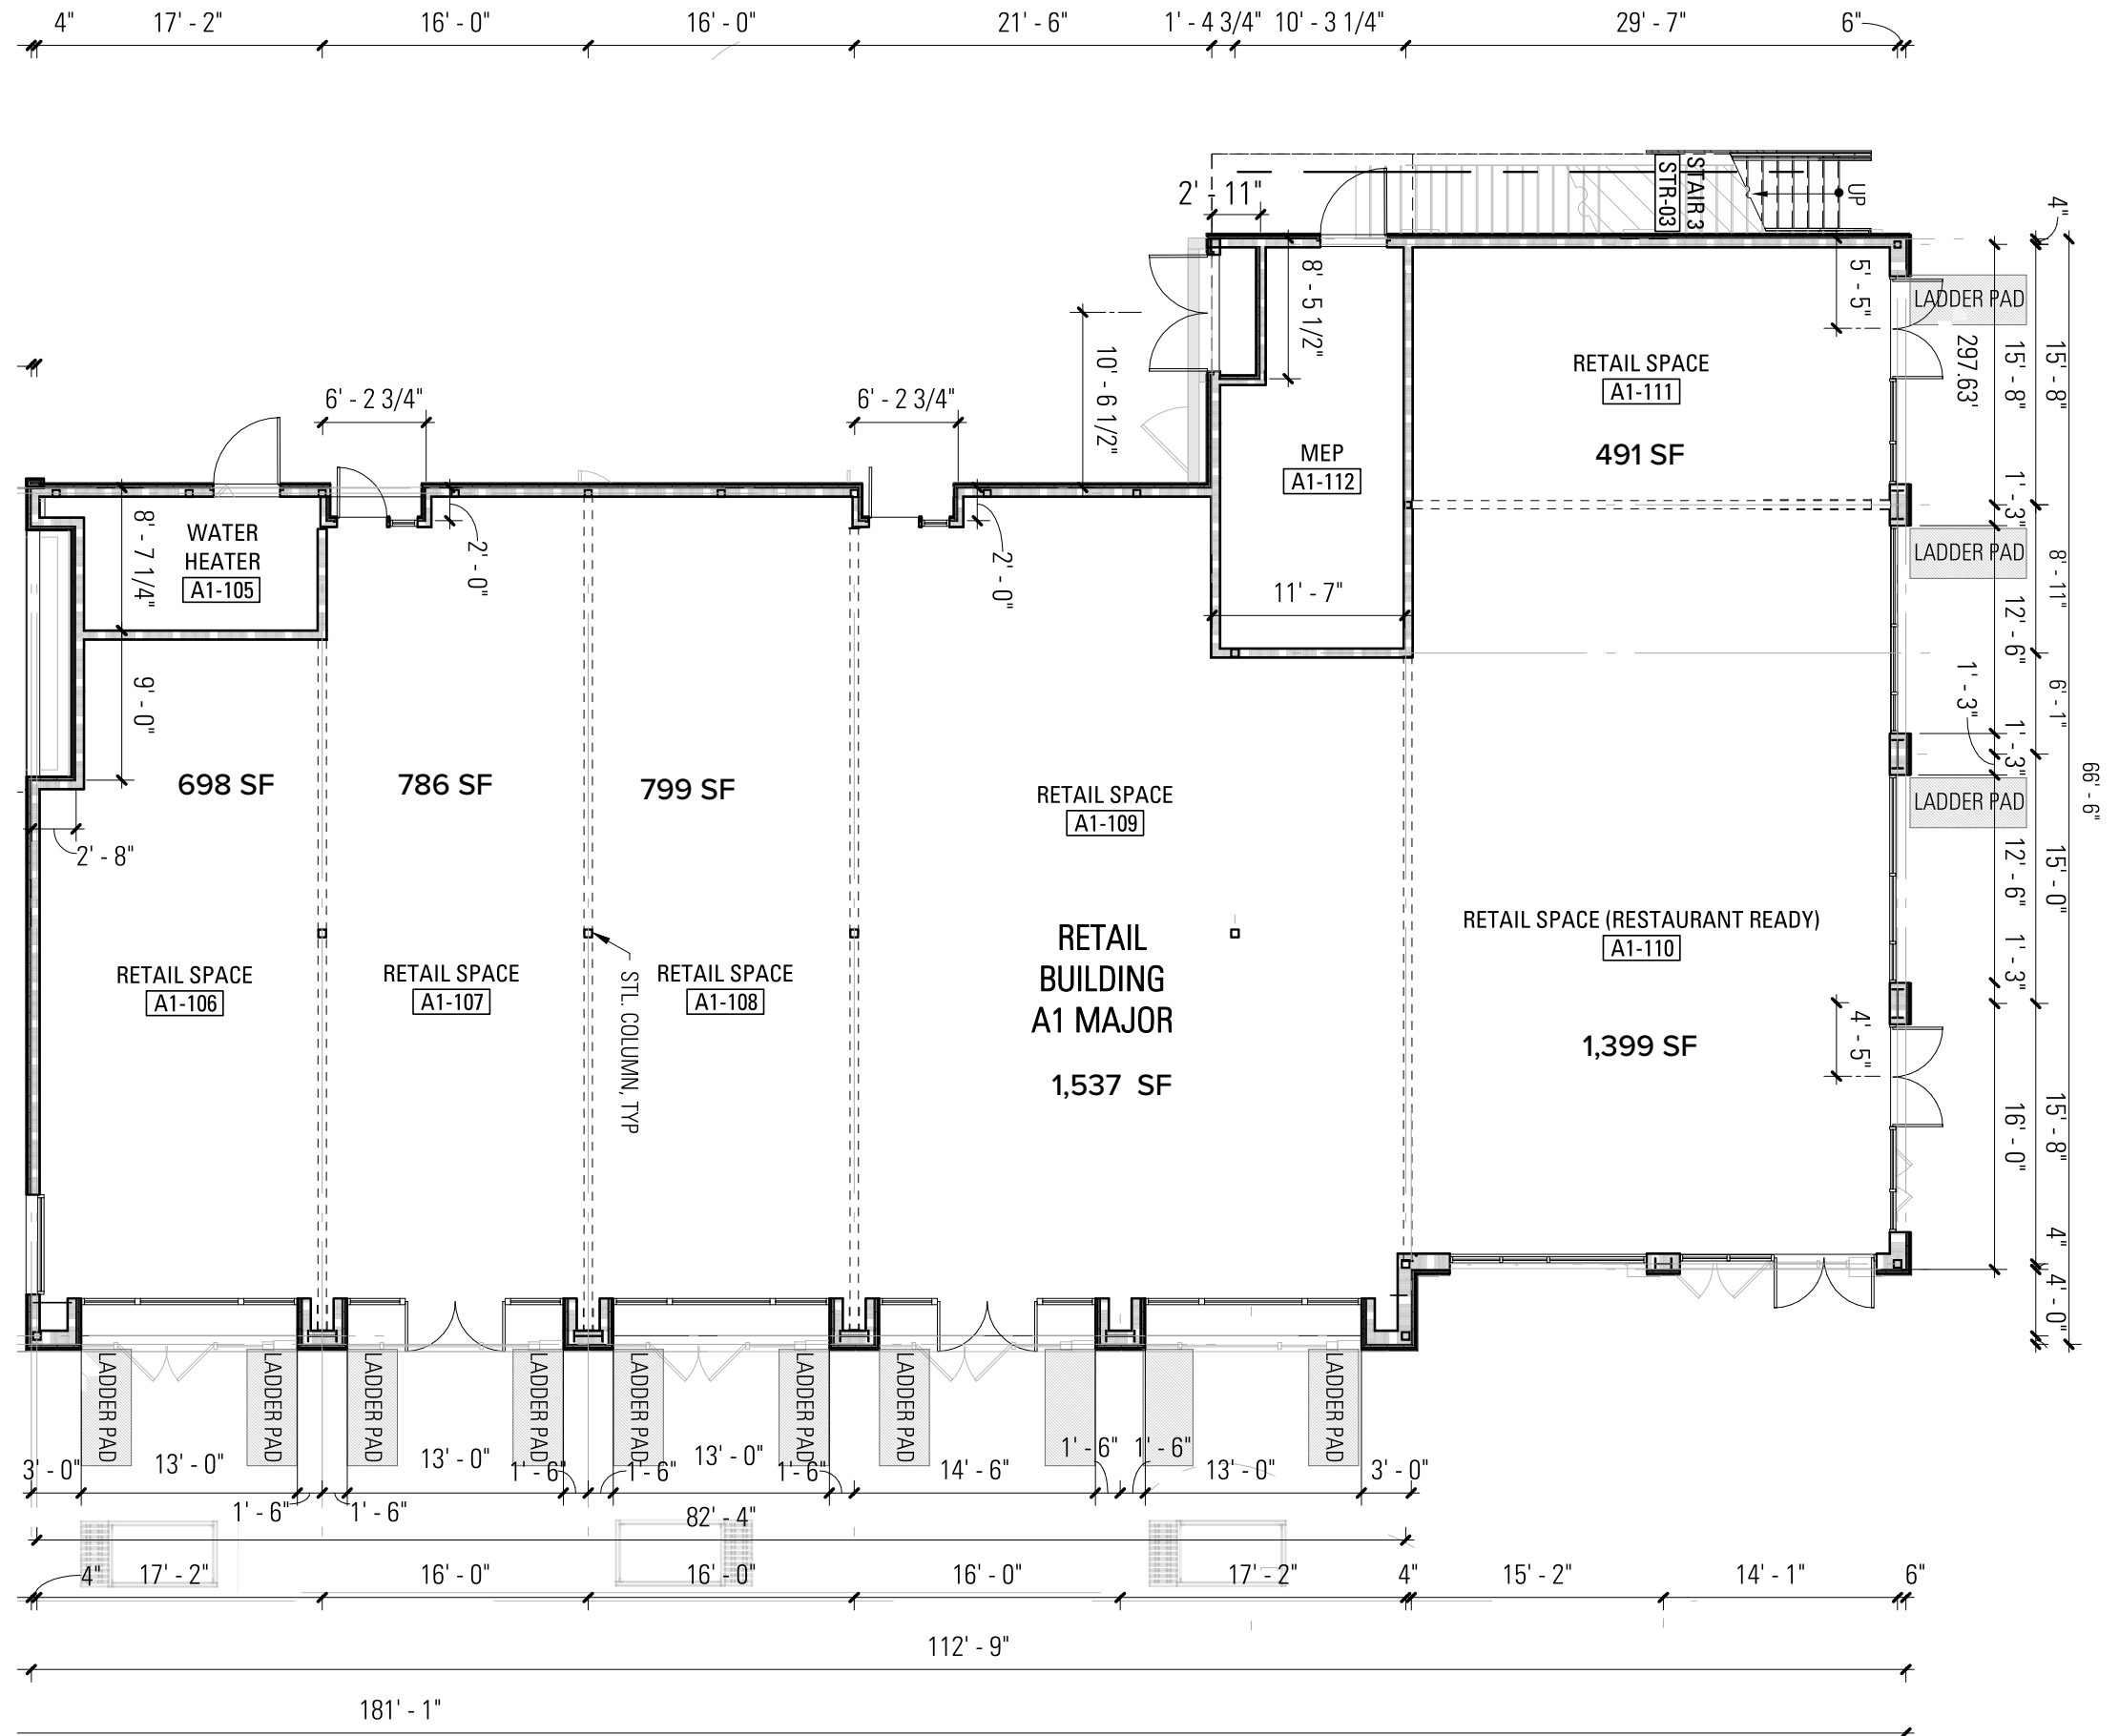 4" 17' - 2" 16' - 0" 16' - 0" 21' - 6" 1' - 4 3/4" 10' - 3 1/4" 29' - 7" 6"
STAIR 3
STR-03
UP
2' - 11"
4"
8' - 5 1/2"
5' - 5"
LADDER PAD
297.63'
15' - 8"
15' - 8"
10' - 6 1/2"
RETAIL SPACE
A1-111
491 SF
6' - 2 3/4" 6' - 2 3/4"
MEP
A1-112
1' - 3"
WATER
HEATER
A1-105
8' - 7 1/4"
2' - 0"
2' - 0"
LADDER PAD
8' - 11"
12' - 6"
11' - 7"
9' - 0"
1' - 3"
6' - 1"
1' - 3"
698 SF 786 SF 799 SF
RETAIL SPACE
A1-109
LADDER PAD
66' - 6"
2' - 8"
12' - 6"
15' - 0"
RETAIL SPACE (RESTAURANT READY)
A1-110
RETAIL
BUILDING
A1 MAJOR
1,537 SF
RETAIL SPACE
A1-106
RETAIL SPACE
A1-107
RETAIL SPACE
A1-108
STL. COLUMN, TYP
1' - 3"
4' - 5"
1,399 SF
16' - 0"
15' - 8"
4"
4' - 0"
LADDER PAD
LADDER PAD
LADDER PAD
LADDER PAD
LADDER PAD
LADDER PAD
LADDER PAD
LADDER PAD
3' - 0" 13' - 0" 13' - 0" 1' - 6" 1' - 6" 13' - 0" 1' - 6" 14' - 6" 1' - 6" 1' - 6" 13' - 0" 3' - 0"
1' - 6" 1' - 6"
82' - 4"
4" 17' - 2" 16' - 0" 16' - 0" 16' - 0" 17' - 2" 4" 15' - 2" 14' - 1" 6"
112' - 9"
181' - 1"